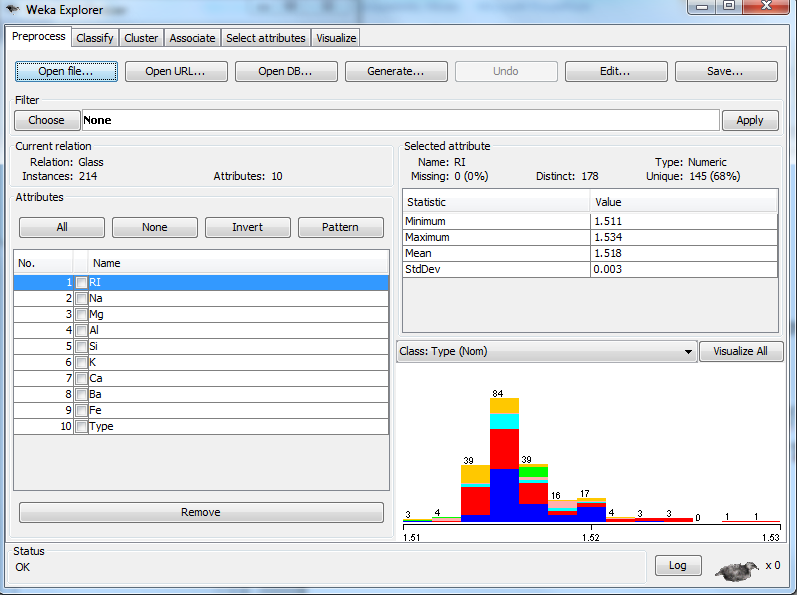 Weka Explorer
Preprocess Classify Cluster Associate Select attributes Visualize
Open file... Open URL... Open DB... Generate... Undo Edit... Save...
Filter
Choose None Apply
Current relation
Relation: Glass
Instances: 214 Attributes: 10
Selected attribute
Name: RI Type: Numeric
Missing: 0 (0%) Distinct: 178 Unique: 145 (68%)
Attributes
All None Invert Pattern
No. Name
1 RI
2 Na
3 Mg
4 Al
5 Si
6 K
7 Ca
8 Ba
9 Fe
10 Type
Remove
Statistic Value
Minimum 1.511
Maximum 1.534
Mean 1.518
StdDev 0.003
Class: Type (Nom) Visualize All
3 4 39 84 39 16 17 4 3 3 0 1 1
1.51 1.52 1.53
Status
OK Log x 0